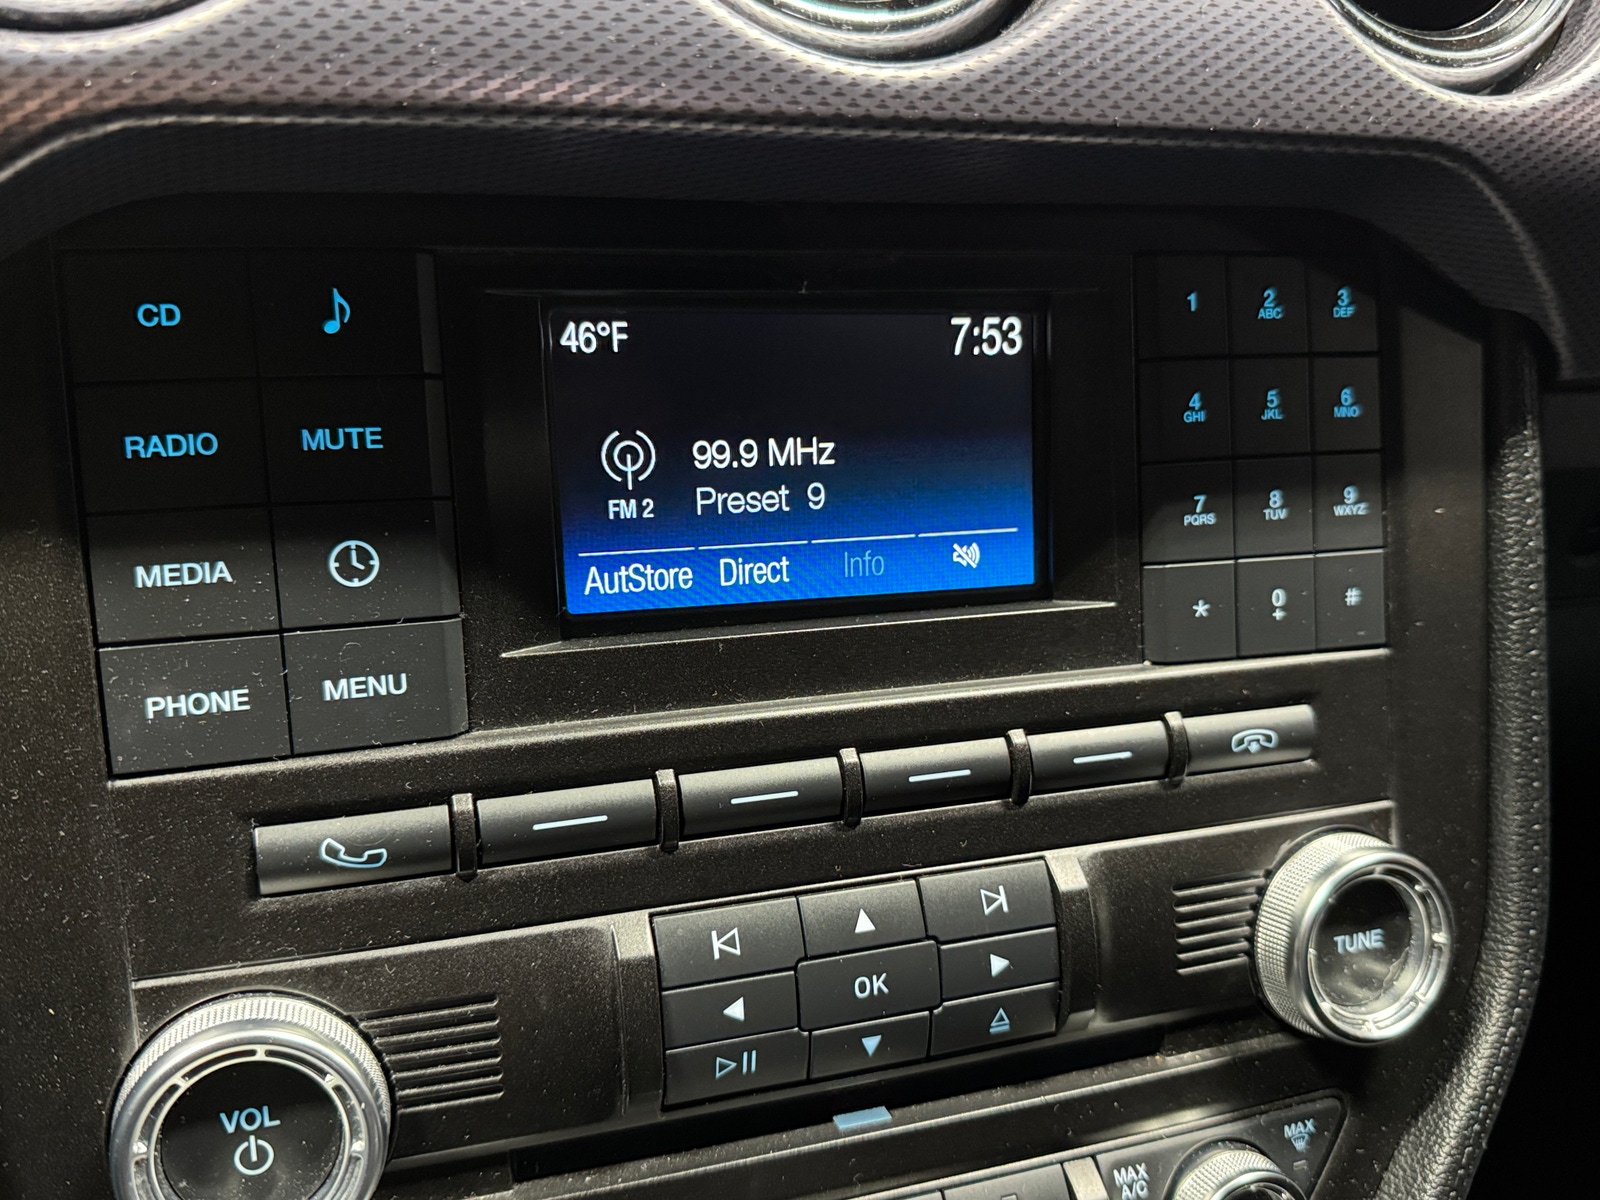 46°F 7:53
99.9 MHz
FM 2 Preset 9
AutStore Direct Info
CD
RADIO MUTE
MEDIA
PHONE MENU
1 2 ABC 3 DEF
4 GHI 5 JKL 6 MNO
7 PQRS 8 TUV 9 WXYZ
* 0 + #
OK
TUNE
VOL
MAX
MAX
A/C